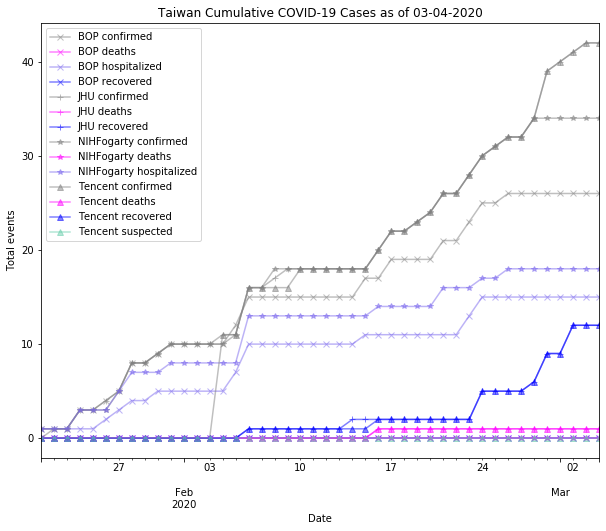 Taiwan Cumulative COVID-19 Cases as of 03-04-2020
BOP confirmed
BOP deaths
BOP hospitalized
BOP recovered
JHU confirmed
JHU deaths
JHU recovered
NIHFogarty confirmed
NIHFogarty deaths
NIHFogarty hospitalized
Tencent confirmed
Tencent deaths
Tencent recovered
Tencent suspected
Total events
40
30
20
10
0
27 03 10 17 24 02
Feb Mar
2020
Date